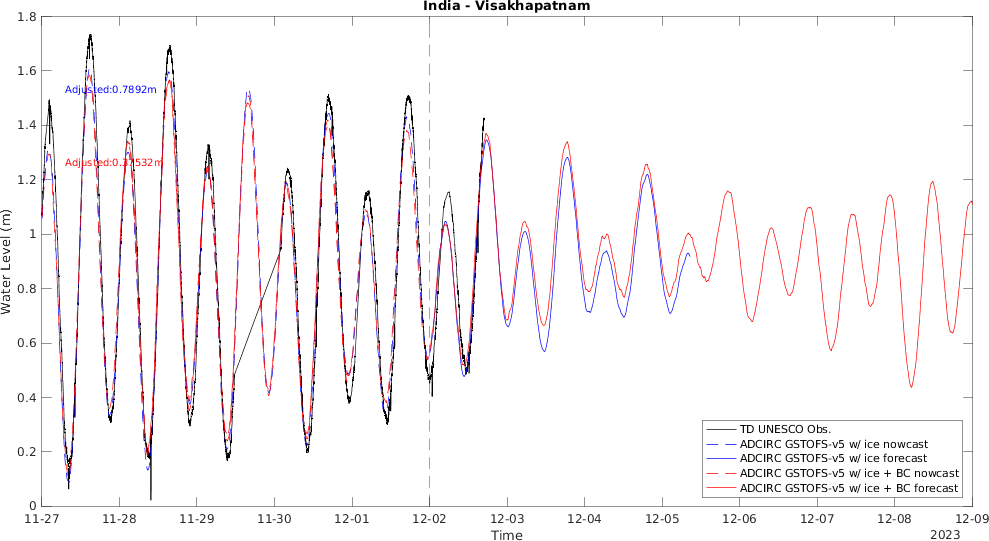 India - Visakhapatnam
1.8
1.6
1.4
1.2
1
0.8
0.6
0.4
0.2
0
Water Level (m)
Adjusted:0.7892m
Adjusted:0.37532m
TD UNESCO Obs.
ADCIRC GSTOFS-v5 w/ ice nowcast
ADCIRC GSTOFS-v5 w/ ice forecast
ADCIRC GSTOFS-v5 w/ ice + BC nowcast
ADCIRC GSTOFS-v5 w/ ice + BC forecast
11-27 11-28 11-29 11-30 12-01 12-02 12-03 12-04 12-05 12-06 12-07 12-08 12-09
Time
2023